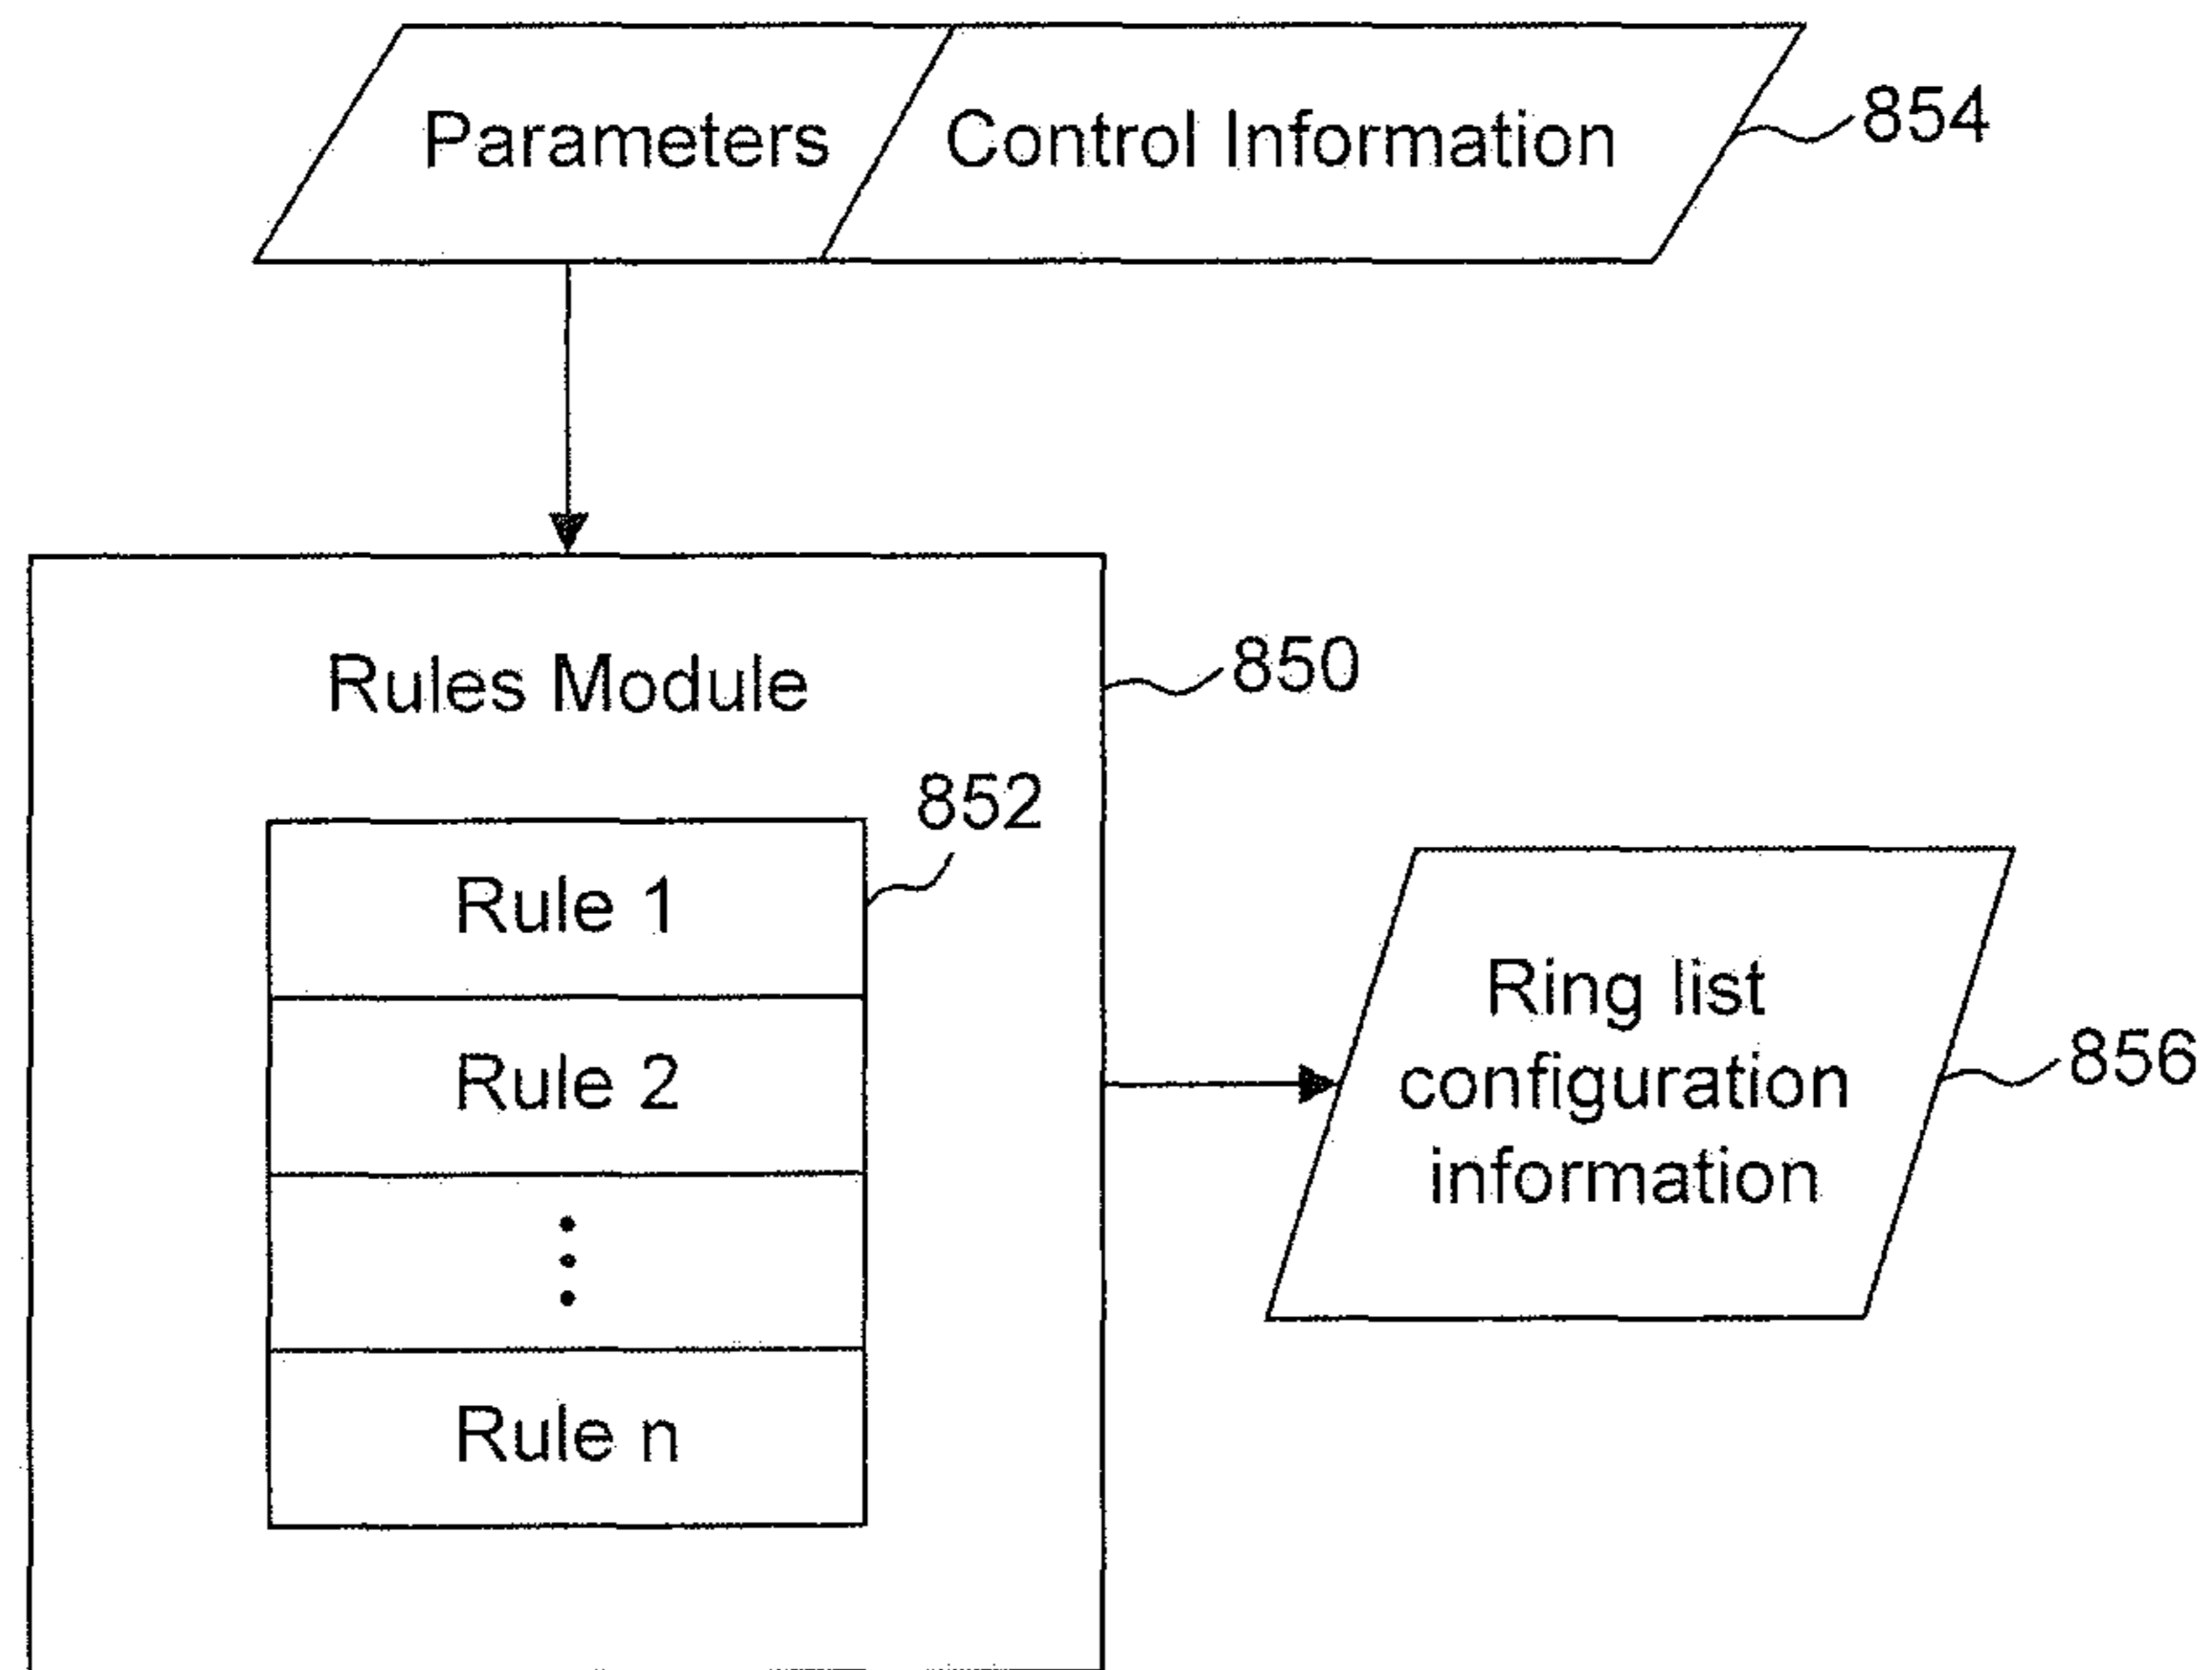 Parameters Control Information 854
Rules Module 850
852
Rule 1
Rule 2
Rule n
Ring list
configuration
information
856